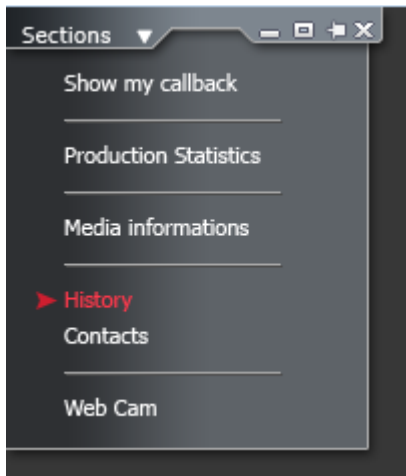 Sections
Show my callback
Production Statistics
Media informations
History
Contacts
Web Cam